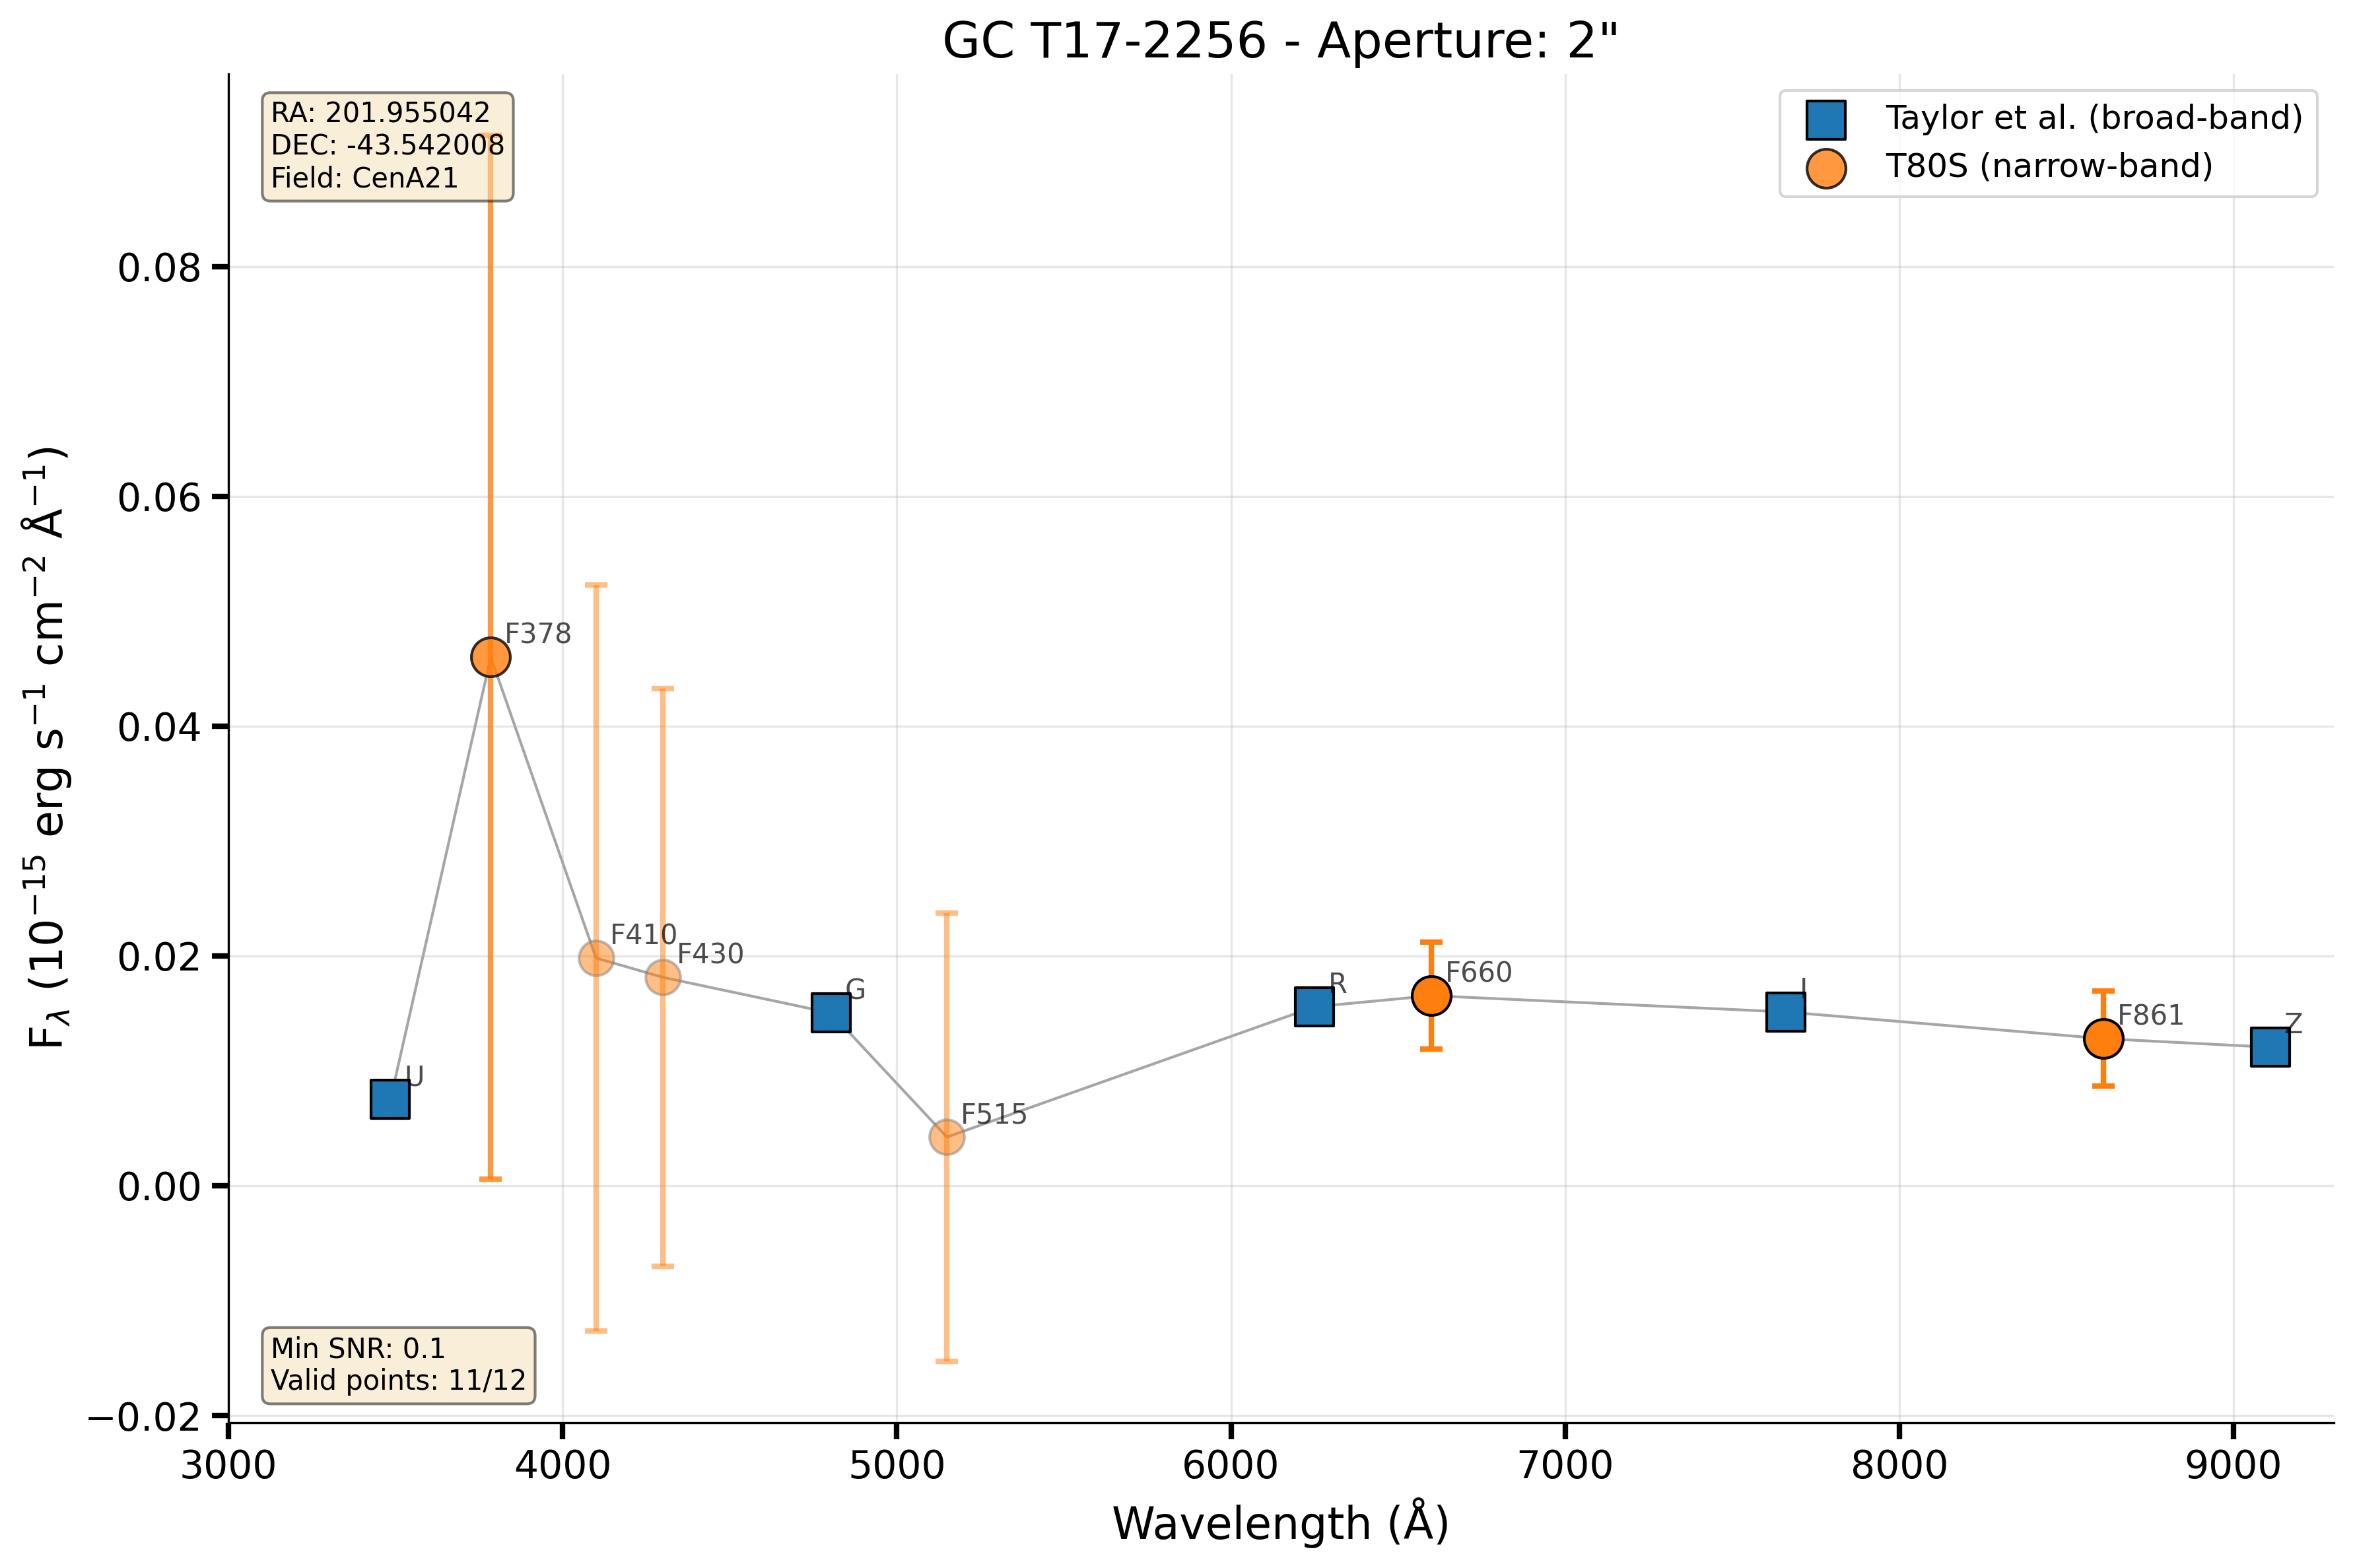 GC T17-2256 - Aperture: 2"
RA: 201.955042
DEC: -43.542008
Field: CenA21
Taylor et al. (broad-band)
T80S (narrow-band)
F$_λ$ (10$^{−15}$ erg s$^{−1}$ cm$^{−2}$ Å$^{−1}$)
0.08
0.06
0.04
0.02
0.00
−0.02
F378
F410
F430
G
R
F660
I
F861
Z
U
F515
Min SNR: 0.1
Valid points: 11/12
3000 4000 5000 6000 7000 8000 9000
Wavelength (Å)